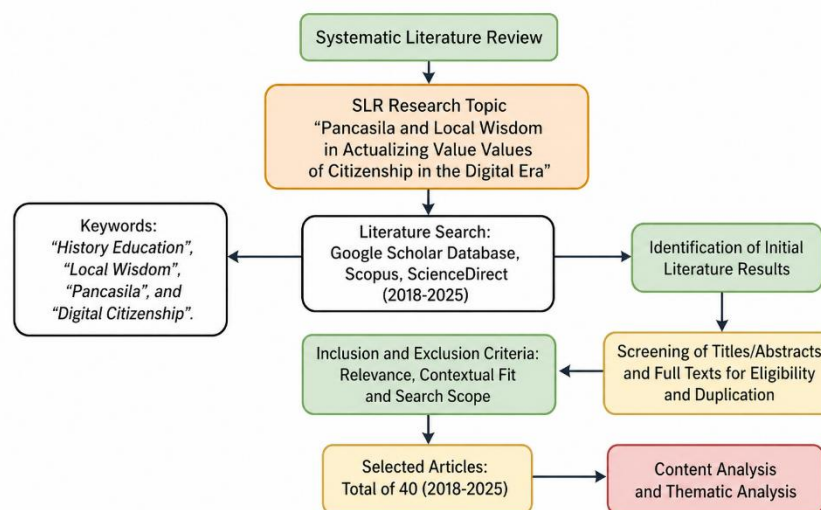 Systematic Literature Review
SLR Research Topic
“Pancasila and Local Wisdom
in Actualizing Value Values
of Citizenship in the Digital Era”
Keywords:
“History Education”,
“Local Wisdom”,
“Pancasila”, and
“Digital Citizenship”.
Literature Search:
Google Scholar Database,
Scopus, ScienceDirect
(2018-2025)
Identification of Initial
Literature Results
Screening of Titles/Abstracts
and Full Texts for Eligibility
and Duplication
Inclusion and Exclusion Criteria:
Relevance, Contextual Fit
and Search Scope
Selected Articles:
Total of 40 (2018-2025)
Content Analysis
and Thematic Analysis